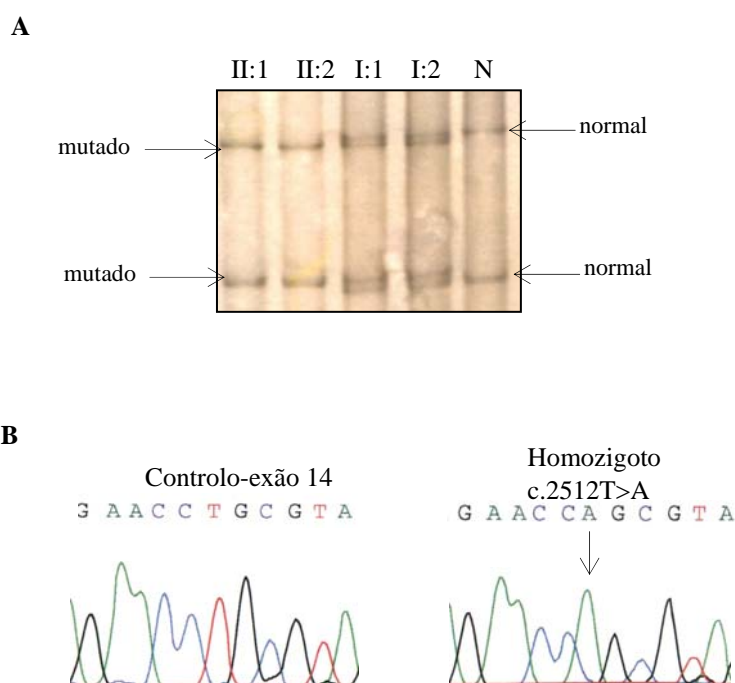 A
II:1 II:2 I:1 I:2 N
mutado
normal
mutado
normal
B
Controlo-exão 14
G A A C C T G C G T A
Homozigoto
c.2512T>A
G A A C C A G C G T A